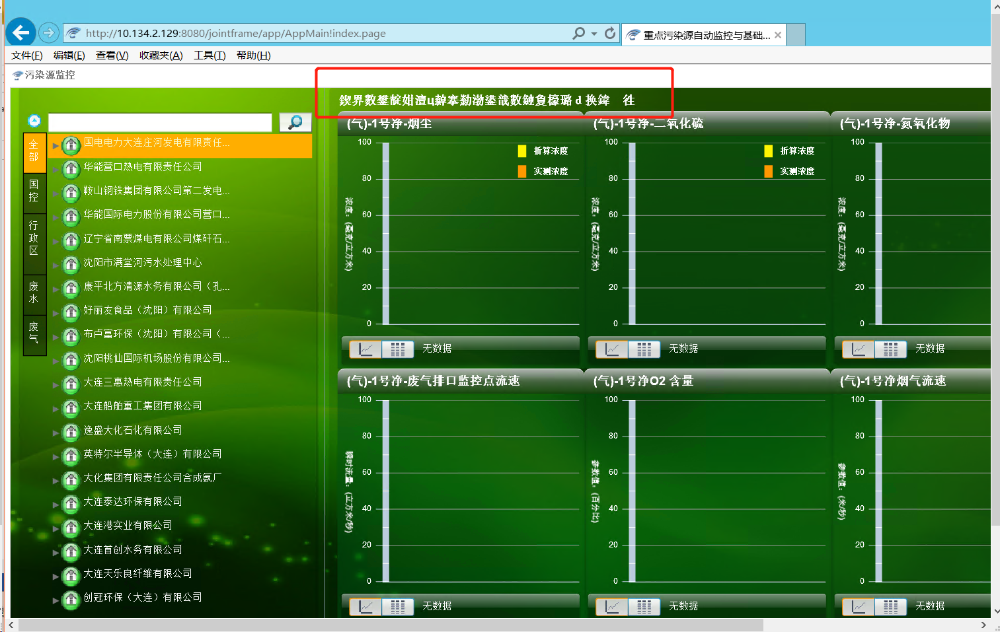 http://10.134.2.129:8080/jointframe/app/AppMain!index.page
重点污染源自动监控与基础...
文件(F) 编辑(E) 查看(V) 收藏夹(A) 工具(T) 帮助(H)
污染源监控
全部
国控
行政区
废水
废气
国电电力大连庄河发电有限责任...
华能营口热电有限责任公司
鞍山钢铁集团有限公司第二发电...
华能国际电力股份有限公司营口...
辽宁省南票煤电有限公司煤矸石...
沈阳市满堂河污水处理中心
康平北方清源水务有限公司（孔...
好丽友食品（沈阳）有限公司
布卢富环保（沈阳）有限公司（...
沈阳桃仙国际机场股份有限公司...
大连三惠热电有限责任公司
大连船舶重工集团有限公司
逸盛大化石化有限公司
英特尔半导体（大连）有限公司
大化集团有限责任公司合成氨厂
大连泰达环保有限公司
大连港实业有限公司
大连首创水务有限公司
大连天乐良纤维有限公司
创冠环保（大连）有限公司
(气)-1号净-烟尘
100
80
60
40
20
0
浓度：(毫克/立方米)
折算浓度
实测浓度
无数据
(气)-1号净-二氧化硫
100
80
60
40
20
0
浓度：(毫克/立方米)
折算浓度
实测浓度
无数据
(气)-1号净-氮氧化物
100
80
60
40
20
0
浓度：(毫克/立方米)
无数据
(气)-1号净-废气排口监控点流速
100
80
60
40
20
0
瞬时流量：(立方米/秒)
无数据
(气)-1号净O2 含量
100
80
60
40
20
0
参数值：(百分比)
无数据
(气)-1号净烟气流速
100
80
60
40
20
0
参数值：(米/秒)
无数据